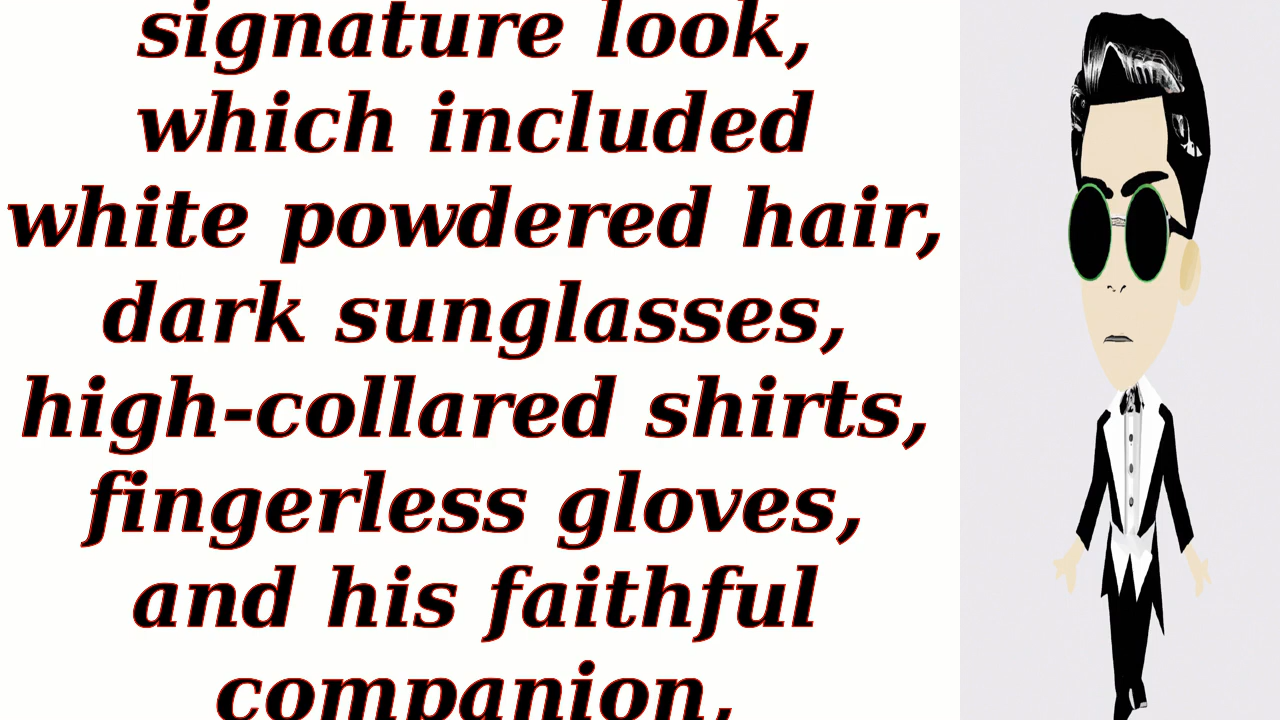 signature look,
which included
white powdered hair,
dark sunglasses,
high-collared shirts,
fingerless gloves,
and his faithful
companion,